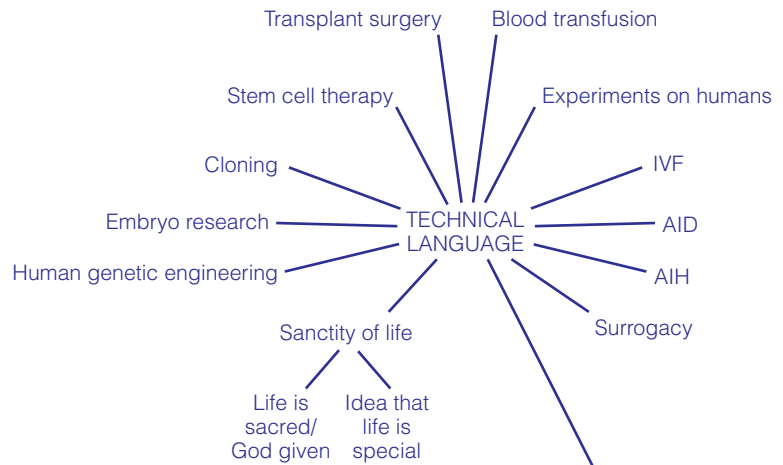 Transplant surgery
Blood transfusion
Stem cell therapy
Experiments on humans
Cloning
IVF
Embryo research
TECHNICAL
LANGUAGE
AID
Human genetic engineering
AIH
Sanctity of life
Surrogacy
Life is
sacred/
God given
Idea that
life is
special